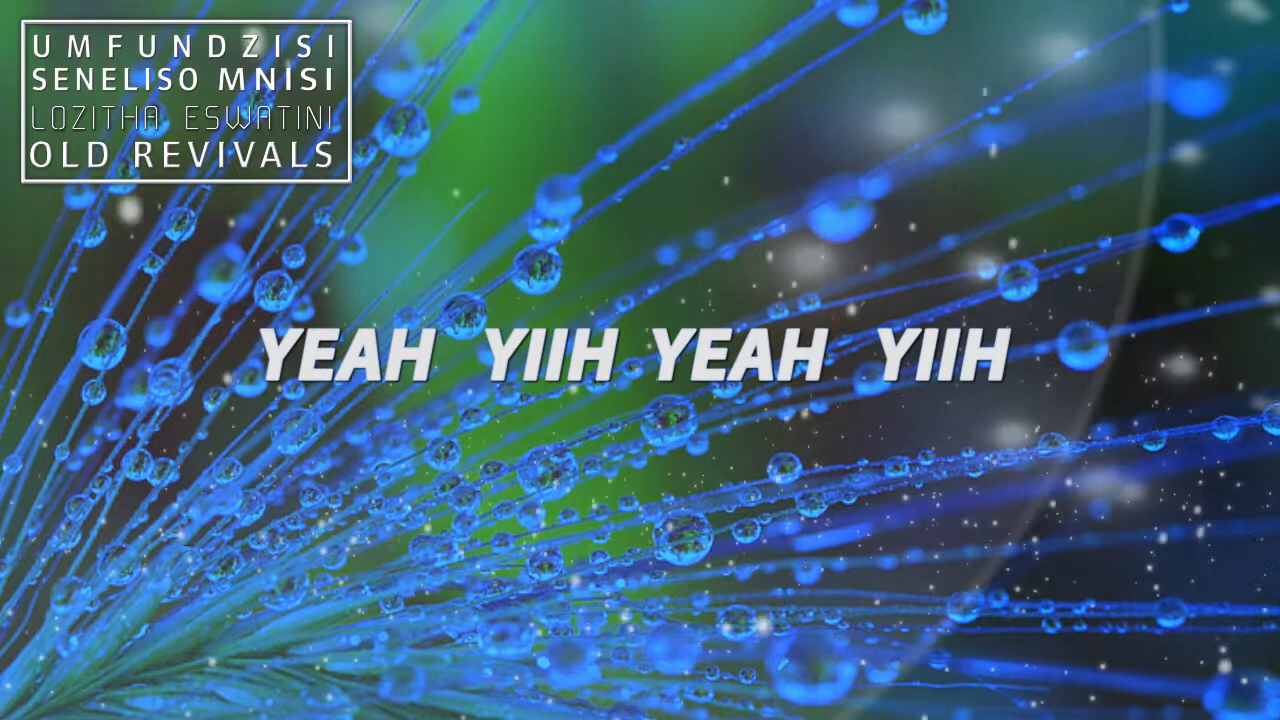 UMFUNDZISI
SENELISO MNISI
LOZITHA ESWATINI
OLD REVIVALS
YEAH YIIH YEAH YIIH